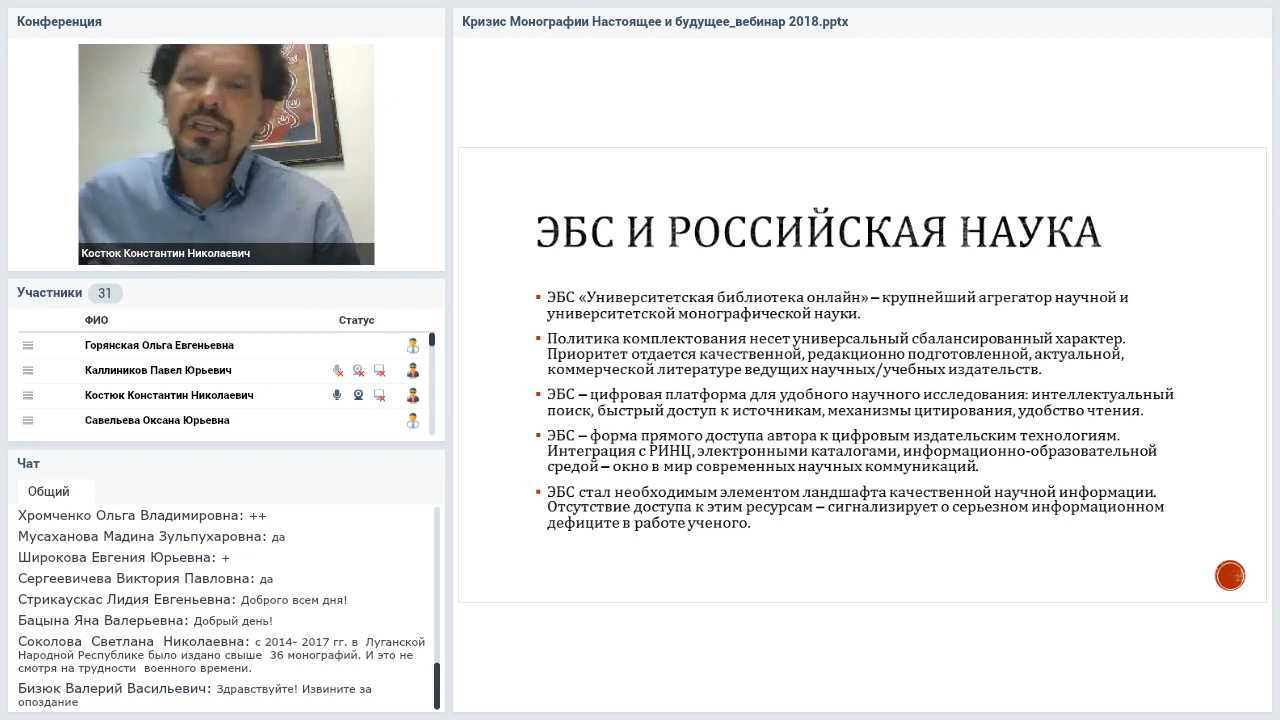 Конференция
Костюк Константин Николаевич
Участники 31
ФИО Статус
Горянская Ольга Евгеньевна
Каллиников Павел Юрьевич
Костюк Константин Николаевич
Савельева Оксана Юрьевна
Чат
Общий
Хромченко Ольга Владимировна: ++
Мусаханова Мадина Зульпухаровна: да
Широкова Евгения Юрьевна: +
Сергеевичева Виктория Павловна: да
Стрикаускас Лидия Евгеньевна: Доброго всем дня!
Бацына Яна Валерьевна: Добрый день!
Соколова Светлана Николаевна: с 2014- 2017 гг. в Луганской
Народной Республике было издано свыше 36 монографий. И это не
смотря на трудности военного времени.
Бизюк Валерий Васильевич: Здравствуйте! Извините за
опоздание
Кризис Монографии Настоящее и будущее_вебинар 2018.pptx
ЭБС И РОССИЙСКАЯ НАУКА
▪ ЭБС «Университетская библиотека онлайн» – крупнейший агрегатор научной и
университетской монографической науки.
▪ Политика комплектования несет универсальный сбалансированный характер.
Приоритет отдается качественной, редакционно подготовленной, актуальной,
коммерческой литературе ведущих научных/учебных издательств.
▪ ЭБС – цифровая платформа для удобного научного исследования: интеллектуальный
поиск, быстрый доступ к источникам, механизмы цитирования, удобство чтения.
▪ ЭБС – форма прямого доступа автора к цифровым издательским технологиям.
Интеграция с РИНЦ, электронными каталогами, информационно-образовательной
средой – окно в мир современных научных коммуникаций.
▪ ЭБС стал необходимым элементом ландшафта качественной научной информации.
Отсутствие доступа к этим ресурсам – сигнализирует о серьезном информационном
дефиците в работе ученого.